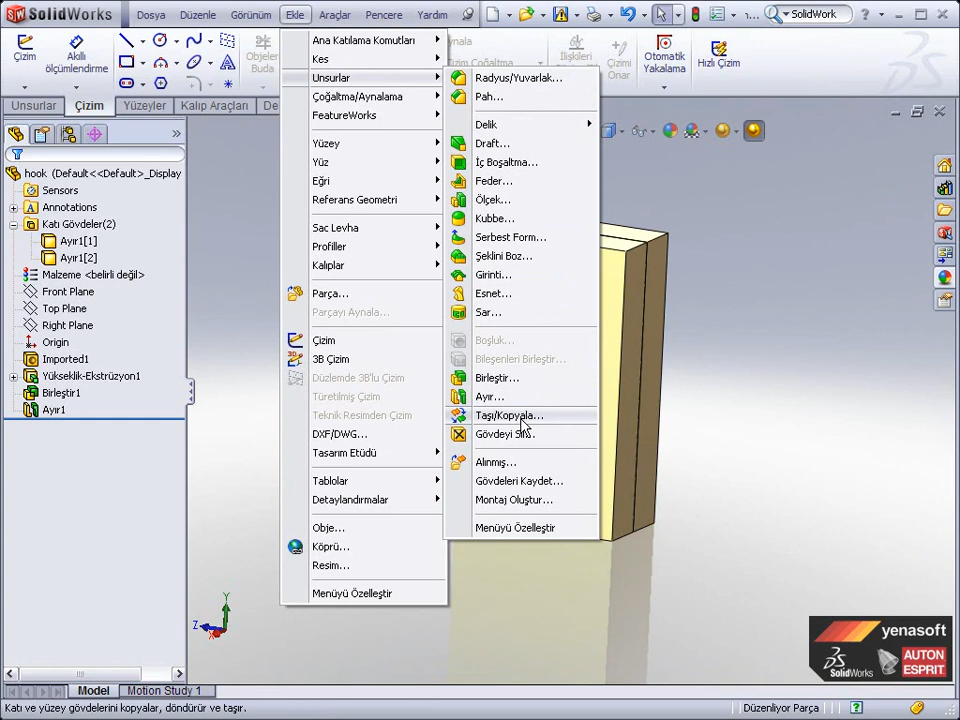 SolidWorks
Dosya Düzenle Görünüm Ekle Araçlar Pencere Yardım
... SolidWork
Çizim
Akıllı
ölçümlendirme
Objeler
Buda
Aynala
Çizim Çoğaltma
İlişkileri
Çizimi
Onar
Otomatik
Yakalama
Hızlı Çizim
Unsurlar Çizim Yüzeyler Kalıp Araçları De
hook (Default<<Default>_Display
Sensors
Annotations
Katı Gövdeler(2)
Ayır1[1]
Ayır1[2]
Malzeme <belirli değil>
Front Plane
Top Plane
Right Plane
Origin
Imported1
Yükseklik-Ekstrüzyon1
Birleştir1
Ayır1
Ana Katılama Komutları
Kes
Unsurlar
Çoğaltma/Aynalama
FeatureWorks
Yüzey
Yüz
Eğri
Referans Geometri
Sac Levha
Profiller
Kalıplar
Parça...
Parçayı Aynala...
Çizim
3B Çizim
Düzlemde 3B'lu Çizim
Türetilmiş Çizim
Teknik Resimden Çizim
DXF/DWG...
Tasarım Etüdü
Tablolar
Detaylandırmalar
Obje...
Köprü...
Resim...
Menüyü Özelleştir
Radyus/Yuvarlak...
Pah...
Delik
Draft...
İç Boşaltma...
Feder...
Ölçek...
Kubbe...
Serbest Form...
Şeklini Boz...
Girinti...
Esnet...
Sar...
Boşluk...
Bileşenleri Birleştir...
Birleştir...
Ayır...
Taşı/Kopyala...
Gövdeyi Sil...
Alınmış...
Gövdeleri Kaydet...
Montaj Oluştur...
Menüyü Özelleştir
Y
Z
X
yenasoft
SolidWorks
AUTON
ESPRIT
Model Motion Study 1
Katı ve yüzey gövdelerini kopyalar, döndürür ve taşır.
Düzenliyor Parça